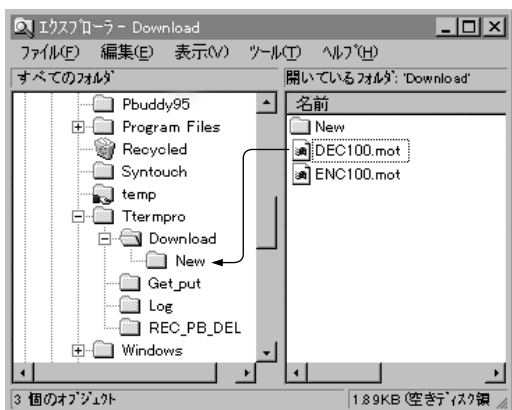 エクスプローラ - Download
ファイル(F) 編集(E) 表示(V) ツール(T) ヘルプ(H)
すべてのフォルダ
開いているフォルダ: 'Download'
Pbuddy95
Program Files
Recycled
Syntouch
temp
Ttermpro
Download
New
Get_put
Log
REC_PB_DEL
Windows
名前
New
DEC100.mot
ENC100.mot
3 個のオブジェクト
1.89KB (空きディスク領